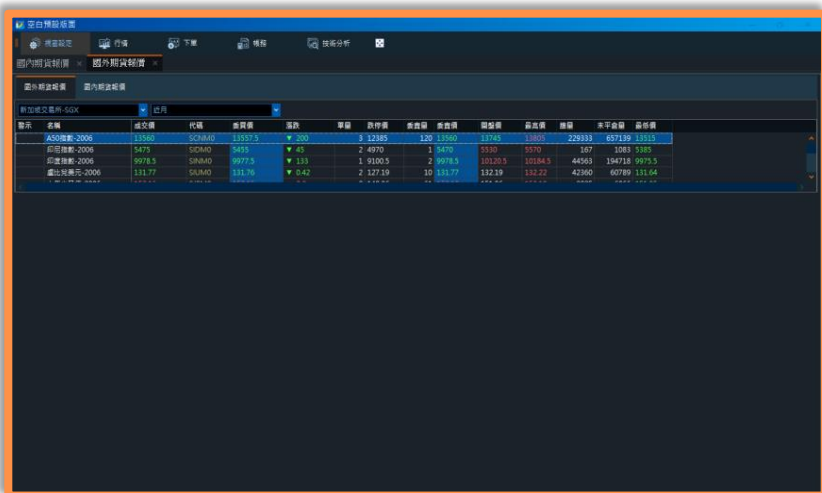 空白預設版面
檔案設定 行情 下單 帳務 技術分析
國內期貨報價 × 國外期貨報價 ×
國外期貨報價 國內期貨報價
新加坡交易所-SGX 近月
警示 名稱 成交價 代碼 委買價 漲跌 單量 跌停價 委賣量 委賣價 開盤價 最高價 總量 未平倉量 最低價
A50指數-2006 13560 SCNM0 13557.5 ▼ 200 3 12385 120 13560 13745 13805 229333 657139 13515
印尼指數-2006 5475 SIDM0 5455 ▼ 45 2 4970 1 5470 5530 5570 167 1083 5385
印度指數-2006 9978.5 SINM0 9977.5 ▼ 133 1 9100.5 2 9978.5 10120.5 10184.5 44563 194718 9975.5
盧比兌美元-2006 131.77 SIUM0 131.76 ▼ 0.42 2 127.19 10 131.77 132.19 132.22 42360 60789 131.64